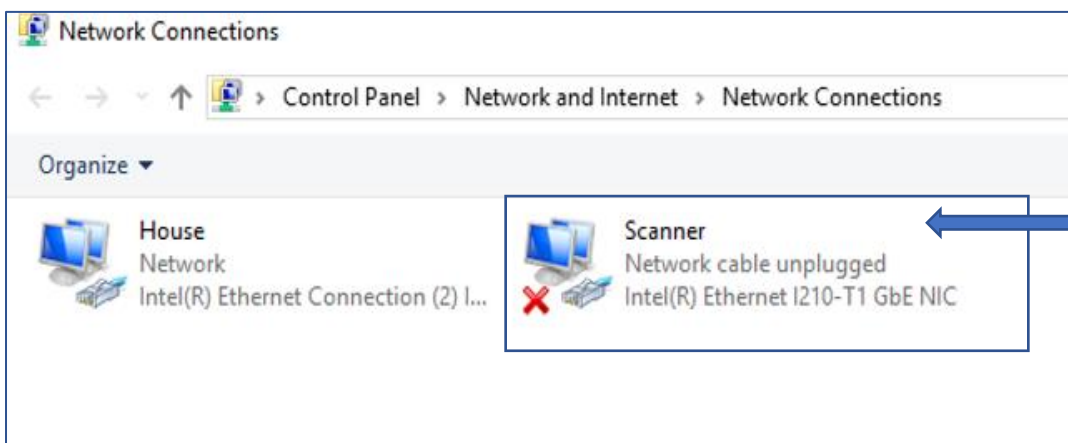 Network Connections
Control Panel > Network and Internet > Network Connections
Organize
House
Network
Intel(R) Ethernet Connection (2) I...
Scanner
Network cable unplugged
Intel(R) Ethernet I210-T1 GbE NIC